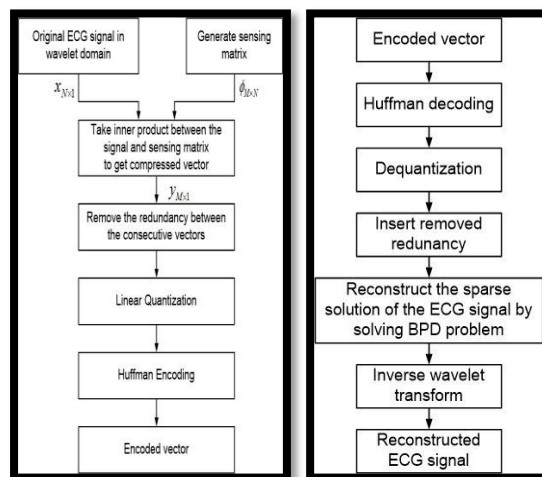 Original ECG signal in
wavelet domain
Generate sensing
matrix
x_{N×1}
ϕ_{M×N}
Take inner product between the
signal and sensing matrix
to get compressed vector
y_{M×1}
Remove the redundancy between
the consecutive vectors
Linear Quantization
Huffman Encoding
Encoded vector
Encoded vector
Huffman decoding
Dequantization
Insert removed
redunancy
Reconstruct the sparse
solution of the ECG signal by
solving BPD problem
Inverse wavelet
transform
Reconstructed
ECG signal